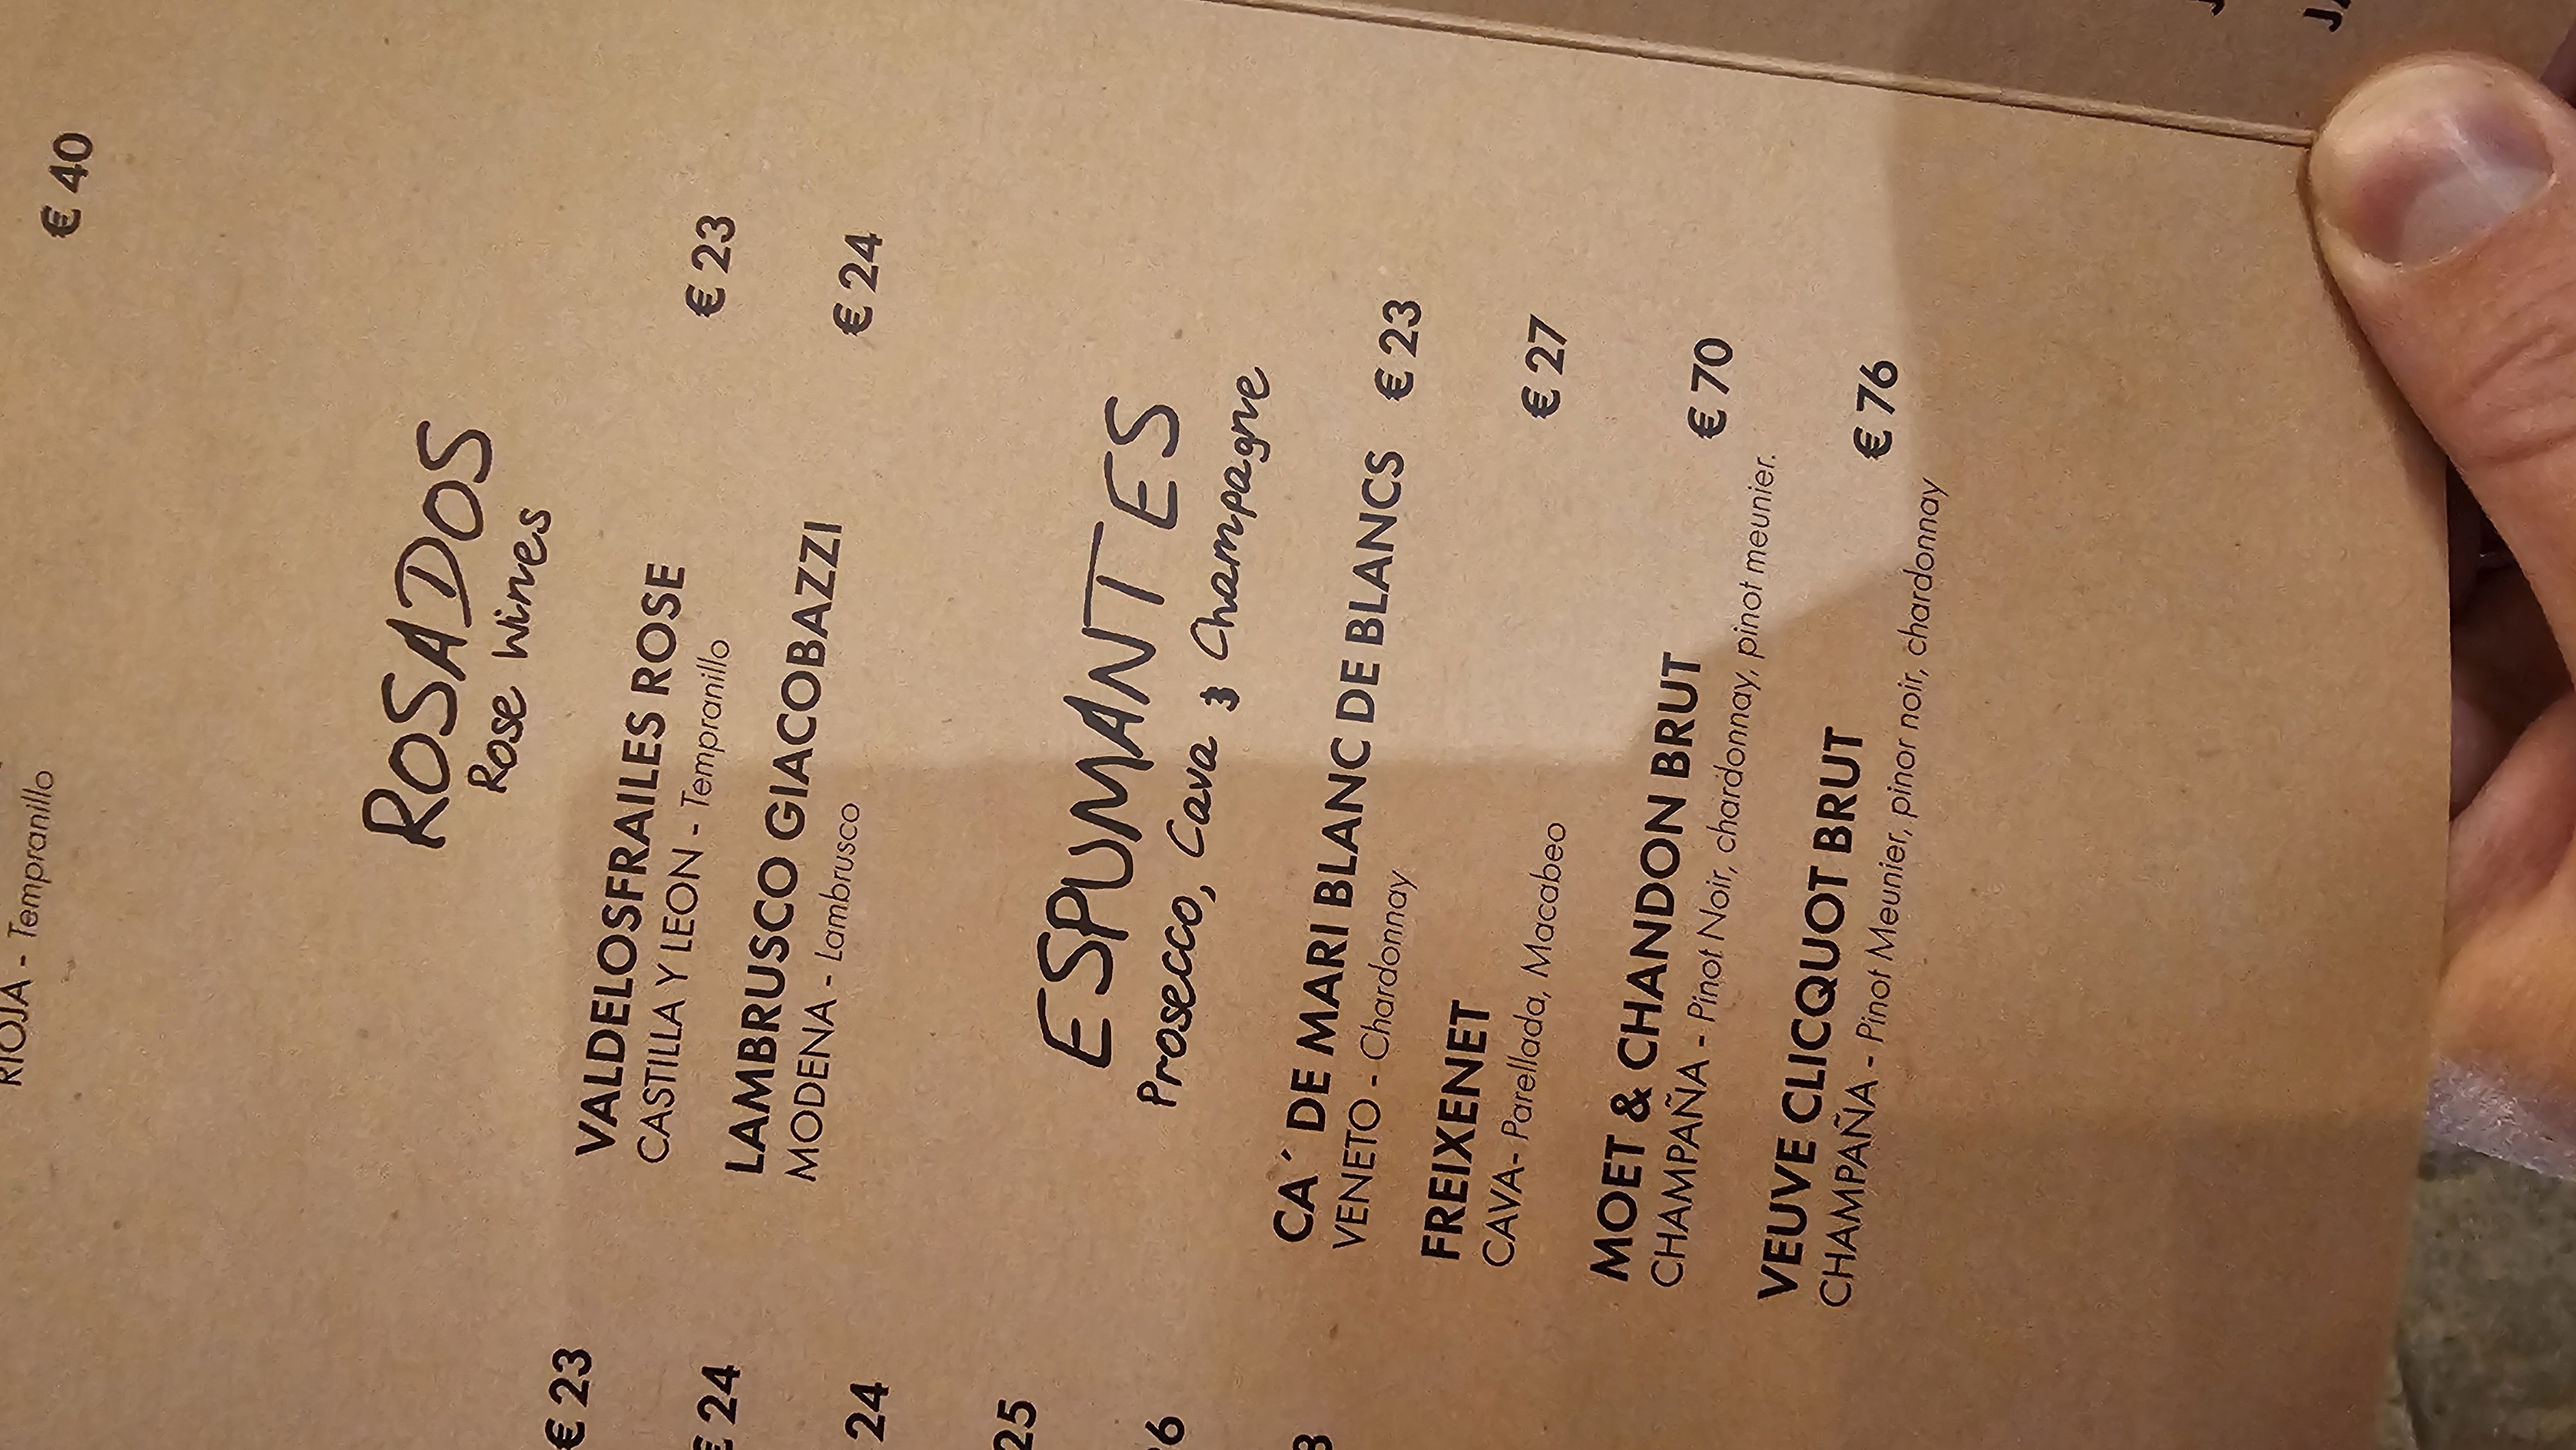 RIOJA - Tempranillo
€ 40
ROSADOS
Rose Wines
VALDELOSFRAILES ROSE € 23
CASTILLA Y LEON - Tempranillo
LAMBRUSCO GIACOBAZZI € 24
MODENA - Lambrusco
ESPUMANTES
Prosecco, Cava & Champagne
CA´ DE MARI BLANC DE BLANCS € 23
VENETO - Chardonnay
FREIXENET € 27
CAVA- Parellada, Macabeo
MOET & CHANDON BRUT € 70
CHAMPAÑA - Pinot Noir, chardonnay, pinot meunier.
VEUVE CLICQUOT BRUT € 76
CHAMPAÑA - Pinot Meunier, pinor noir, chardonnay
€ 23
€ 24
24
25